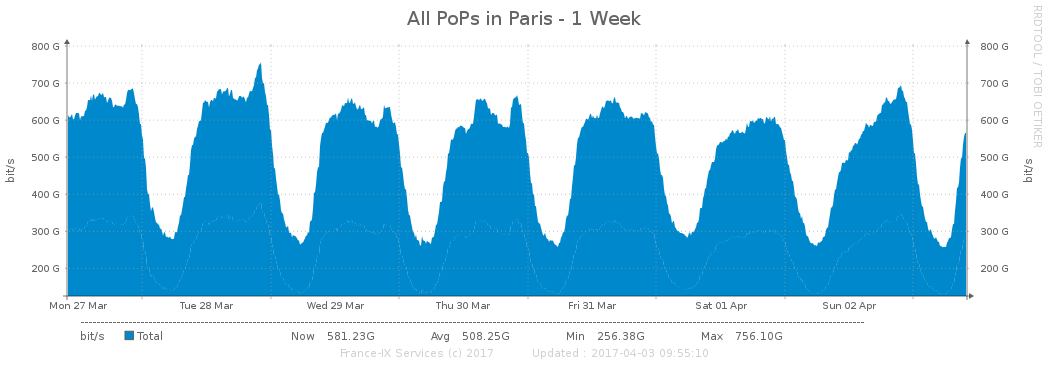 All PoPs in Paris - 1 Week
RRDTOOL / TOBI OETIKER
800 G 800 G
700 G 700 G
600 G 600 G
500 G 500 G
400 G 400 G
300 G 300 G
200 G 200 G
bit/s bit/s
Mon 27 Mar Tue 28 Mar Wed 29 Mar Thu 30 Mar Fri 31 Mar Sat 01 Apr Sun 02 Apr
bit/s Total Now 581.23G Avg 508.25G Min 256.38G Max 756.10G
France-IX Services (c) 2017 Updated : 2017-04-03 09:55:10